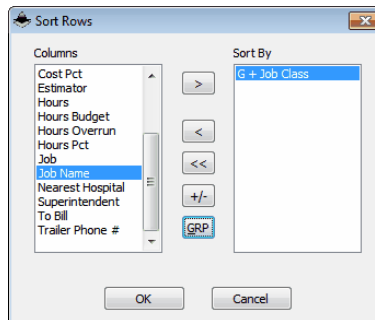 Sort Rows
Columns
Sort By
Cost Pct
Estimator
Hours
Hours Budget
Hours Overrun
Hours Pct
Job
Job Name
Nearest Hospital
Superintendent
To Bill
Trailer Phone #
>
<
<<
+/-
GRP
G + Job Class
OK
Cancel